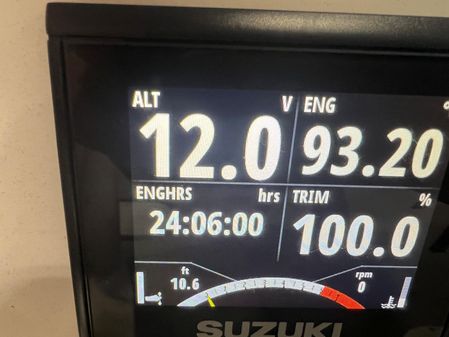 ALT V
12.0
ENG °
93.20
ENGHRS hrs
24:06:00
TRIM %
100.0
ft
10.6
rpm
0
SUZUKI